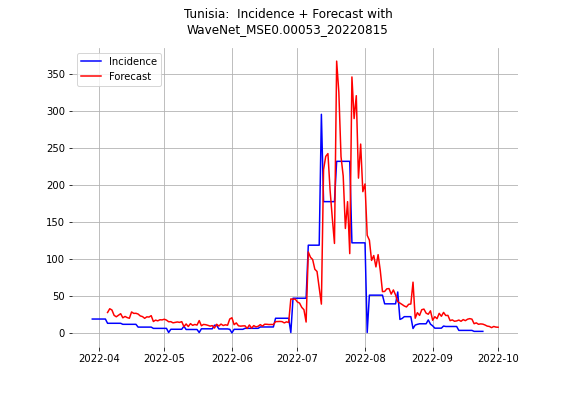 Tunisia:  Incidence + Forecast with
WaveNet_MSE0.00053_20220815
Incidence
Forecast
350
300
250
200
150
100
50
0
2022-04 2022-05 2022-06 2022-07 2022-08 2022-09 2022-10